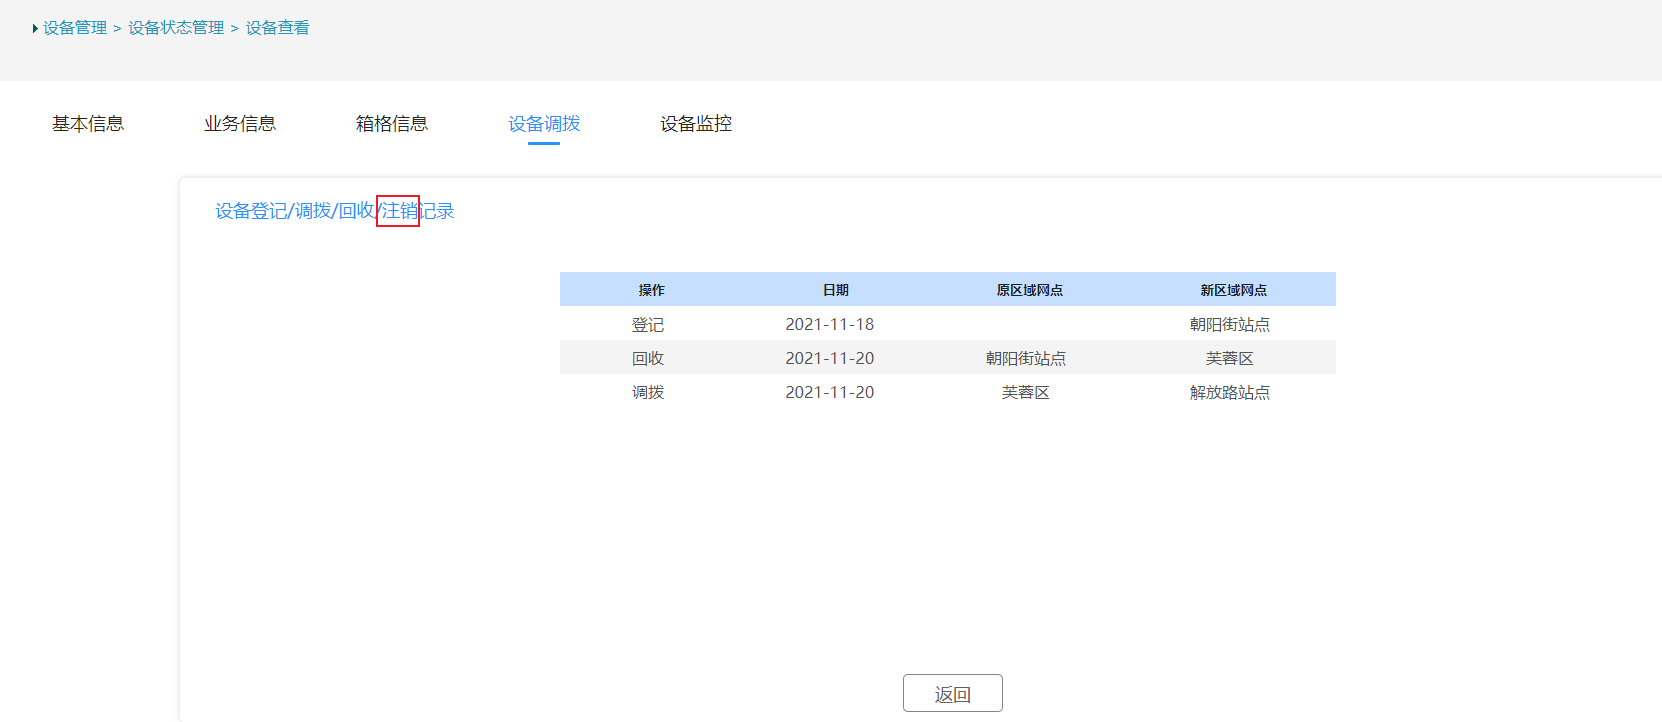 设备管理 > 设备状态管理 > 设备查看
基本信息 业务信息 箱格信息 设备调拨 设备监控
设备登记/调拨/回收/注销记录
操作 日期 原区域网点 新区域网点
登记 2021-11-18 朝阳街站点
回收 2021-11-20 朝阳街站点 芙蓉区
调拨 2021-11-20 芙蓉区 解放路站点
返回